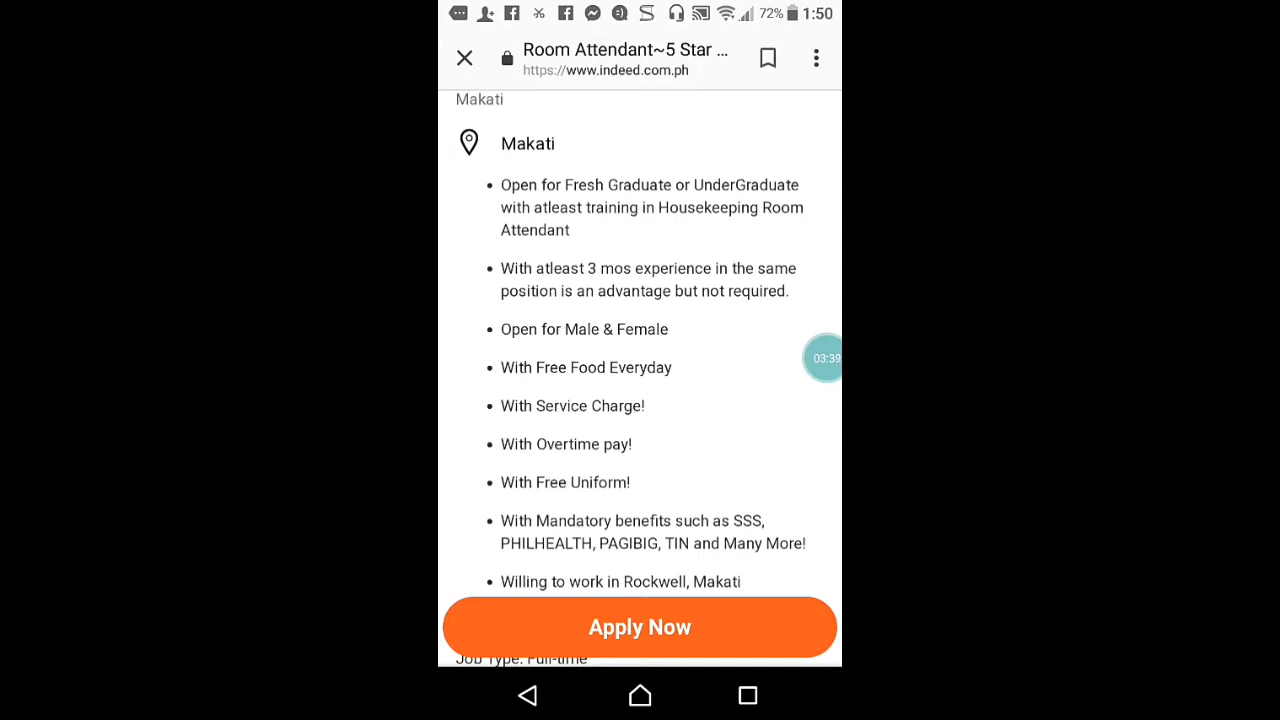 72% 1:50
Room Attendant~5 Star ...
https://www.indeed.com.ph
Makati
Makati
• Open for Fresh Graduate or UnderGraduate
with atleast training in Housekeeping Room
Attendant
• With atleast 3 mos experience in the same
position is an advantage but not required.
• Open for Male & Female
• With Free Food Everyday
03:39
• With Service Charge!
• With Overtime pay!
• With Free Uniform!
• With Mandatory benefits such as SSS,
PHILHEALTH, PAGIBIG, TIN and Many More!
• Willing to work in Rockwell, Makati
Apply Now
Job Type: Full-time